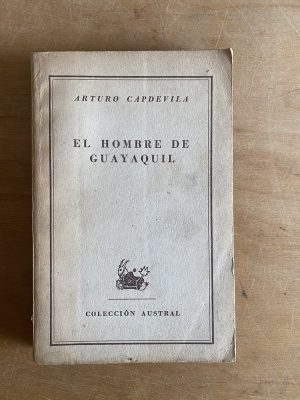 ARTURO CAPDEVILA
EL HOMBRE DE
GUAYAQUIL
COLECCIÓN AUSTRAL